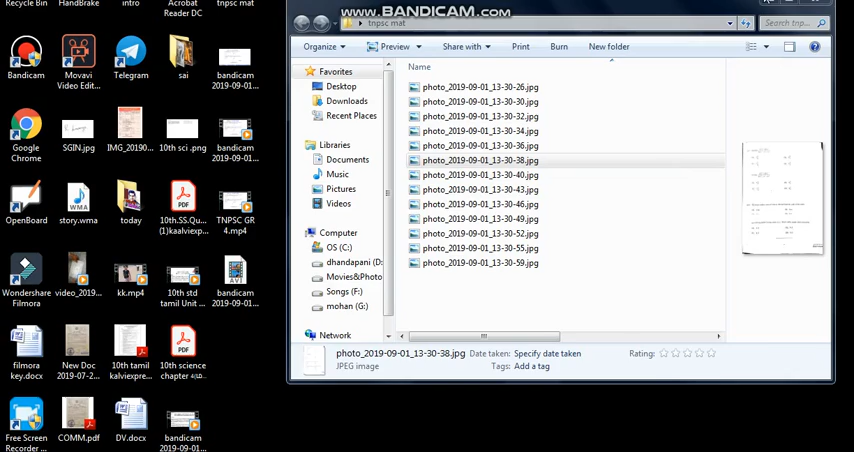 Recycle Bin
HandBrake
intro
Acrobat
Reader DC
tnpsc mat
Bandicam
Movavi
Video Edit...
Telegram
sai
bandicam
2019-09-01...
Google
Chrome
SGIN.jpg
IMG_20190...
10th sci .png
bandicam
2019-09-01...
OpenBoard
story.wma
today
10th.SS.Qu...
(1)kaalviexp...
TNPSC GR
4.mp4
Wondershare
Filmora
video_2019...
kk.mp4
10th std
tamil Unit ...
bandicam
2019-09-01...
filmora
key.docx
New Doc
2019-07-2...
10th tamil
kalviexpre...
10th science
chapter 4(1...
Free Screen
Recorder ...
COMM.pdf
DV.docx
bandicam
2019-09-01...
www.BANDICAM.com
tnpsc mat
Search tnp...
Organize
Preview
Share with
Print
Burn
New folder
Favorites
Desktop
Downloads
Recent Places
Libraries
Documents
Music
Pictures
Videos
Computer
OS (C:)
dhandapani (D:
Movies&Photo
Songs (F:)
mohan (G:)
Network
Name
photo_2019-09-01_13-30-26.jpg
photo_2019-09-01_13-30-30.jpg
photo_2019-09-01_13-30-32.jpg
photo_2019-09-01_13-30-34.jpg
photo_2019-09-01_13-30-36.jpg
photo_2019-09-01_13-30-38.jpg
photo_2019-09-01_13-30-40.jpg
photo_2019-09-01_13-30-43.jpg
photo_2019-09-01_13-30-46.jpg
photo_2019-09-01_13-30-49.jpg
photo_2019-09-01_13-30-52.jpg
photo_2019-09-01_13-30-55.jpg
photo_2019-09-01_13-30-59.jpg
photo_2019-09-01_13-30-38.jpg Date taken: Specify date taken
Rating:
JPEG image
Tags: Add a tag